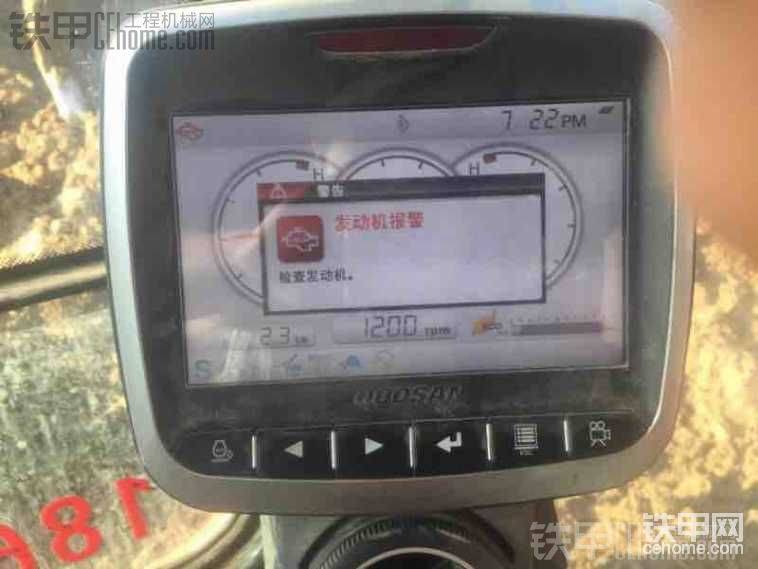 铁甲 工程机械网
CEhome.com
7 22 PM
H
H
警告
发动机报警
检查发动机。
2.3
1200 rpm
S
DOOSAN
186
铁甲网
cehome.com